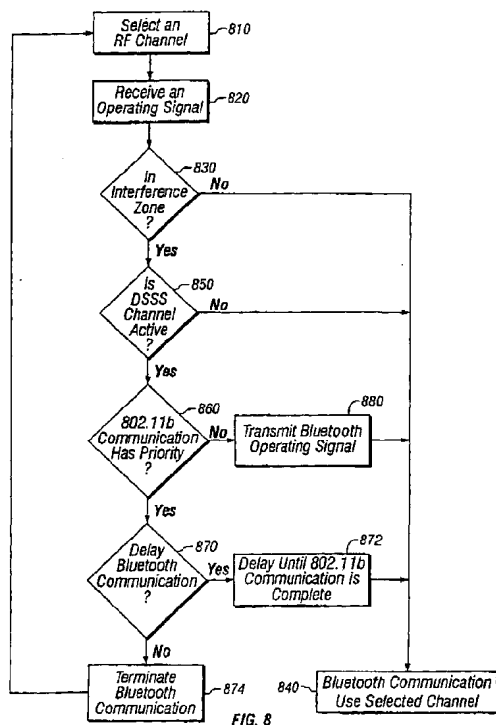 Select an
RF Channel
810
Receive an
Operating Signal
820
830
In
Interference
Zone
?
No
Yes
850
Is
DSSS
Channel
Active
?
No
Yes
860
802.11b
Communication
Has Priority
?
No
880
Transmit Bluetooth
Operating Signal
Yes
870
Delay
Bluetooth
Communication
?
Yes
872
Delay Until 802.11b
Communication is
Complete
No
Terminate
Bluetooth
Communication
874
840
Bluetooth Communication
Use Selected Channel
FIG. 8